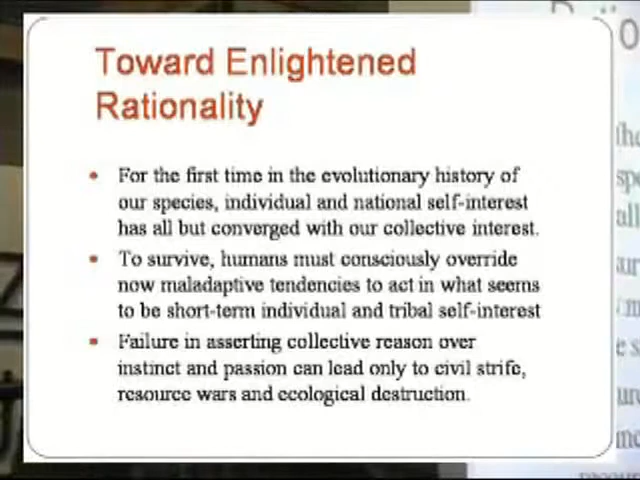 Toward Enlightened
Rationality
• For the first time in the evolutionary history of
our species, individual and national self-interest
has all but converged with our collective interest.
• To survive, humans must consciously override
now maladaptive tendencies to act in what seems
to be short-term individual and tribal self-interest
• Failure in asserting collective reason over
instinct and passion can lead only to civil strife,
resource wars and ecological destruction.